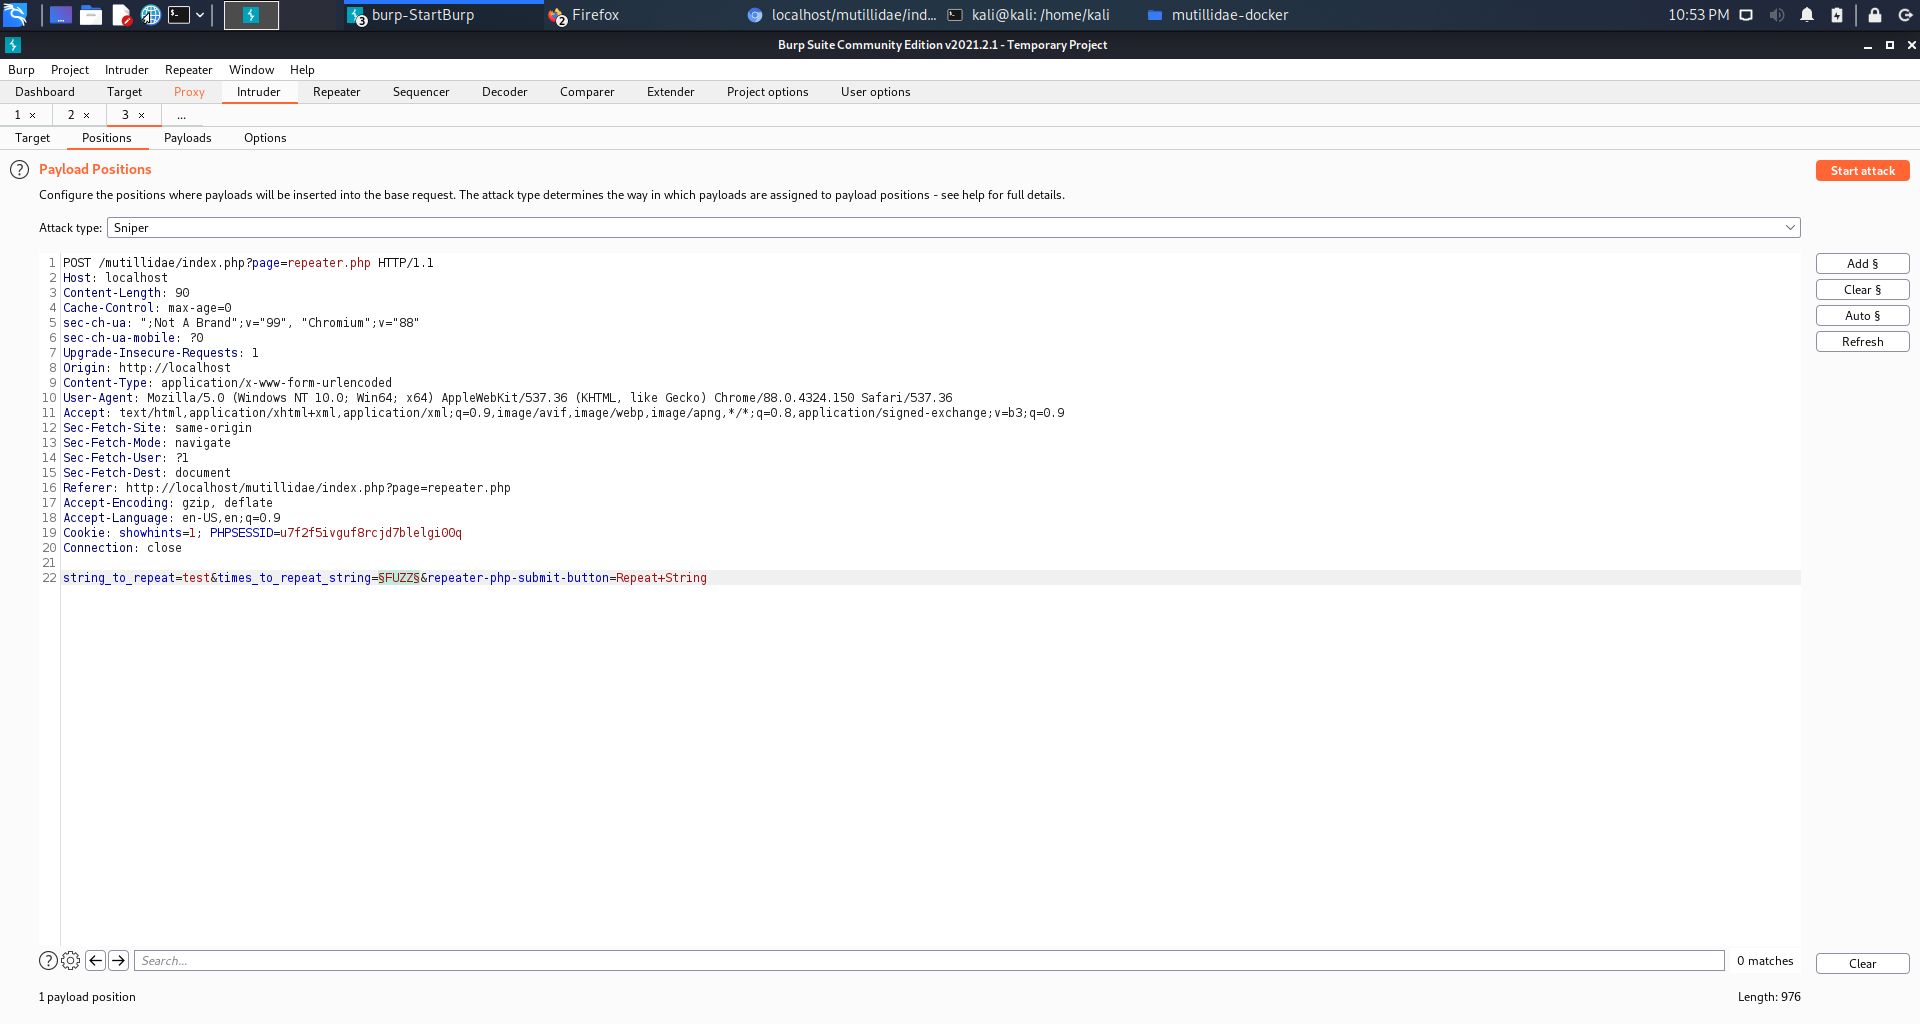 burp-StartBurp
3
Firefox
2
localhost/mutillidae/ind...
kali@kali: /home/kali
mutillidae-docker
10:53 PM
Burp Suite Community Edition v2021.2.1 - Temporary Project
Burp Project Intruder Repeater Window Help
Dashboard Target Proxy Intruder Repeater Sequencer Decoder Comparer Extender Project options User options
1 × 2 × 3 × ...
Target Positions Payloads Options
? Payload Positions
Start attack
Configure the positions where payloads will be inserted into the base request. The attack type determines the way in which payloads are assigned to payload positions - see help for full details.
Attack type: Sniper
1 POST /mutillidae/index.php?page=repeater.php HTTP/1.1
2 Host: localhost
3 Content-Length: 90
4 Cache-Control: max-age=0
5 sec-ch-ua: ";Not A Brand";v="99", "Chromium";v="88"
6 sec-ch-ua-mobile: ?0
7 Upgrade-Insecure-Requests: 1
8 Origin: http://localhost
9 Content-Type: application/x-www-form-urlencoded
10 User-Agent: Mozilla/5.0 (Windows NT 10.0; Win64; x64) AppleWebKit/537.36 (KHTML, like Gecko) Chrome/88.0.4324.150 Safari/537.36
11 Accept: text/html,application/xhtml+xml,application/xml;q=0.9,image/avif,image/webp,image/apng,*/*;q=0.8,application/signed-exchange;v=b3;q=0.9
12 Sec-Fetch-Site: same-origin
13 Sec-Fetch-Mode: navigate
14 Sec-Fetch-User: ?1
15 Sec-Fetch-Dest: document
16 Referer: http://localhost/mutillidae/index.php?page=repeater.php
17 Accept-Encoding: gzip, deflate
18 Accept-Language: en-US,en;q=0.9
19 Cookie: showhints=1; PHPSESSID=u7f2f5ivguf8rcjd7blelgi00q
20 Connection: close
21
22 string_to_repeat=test&times_to_repeat_string=§FUZZ§&repeater-php-submit-button=Repeat+String
Add §
Clear §
Auto §
Refresh
? Search...
0 matches
Clear
1 payload position
Length: 976